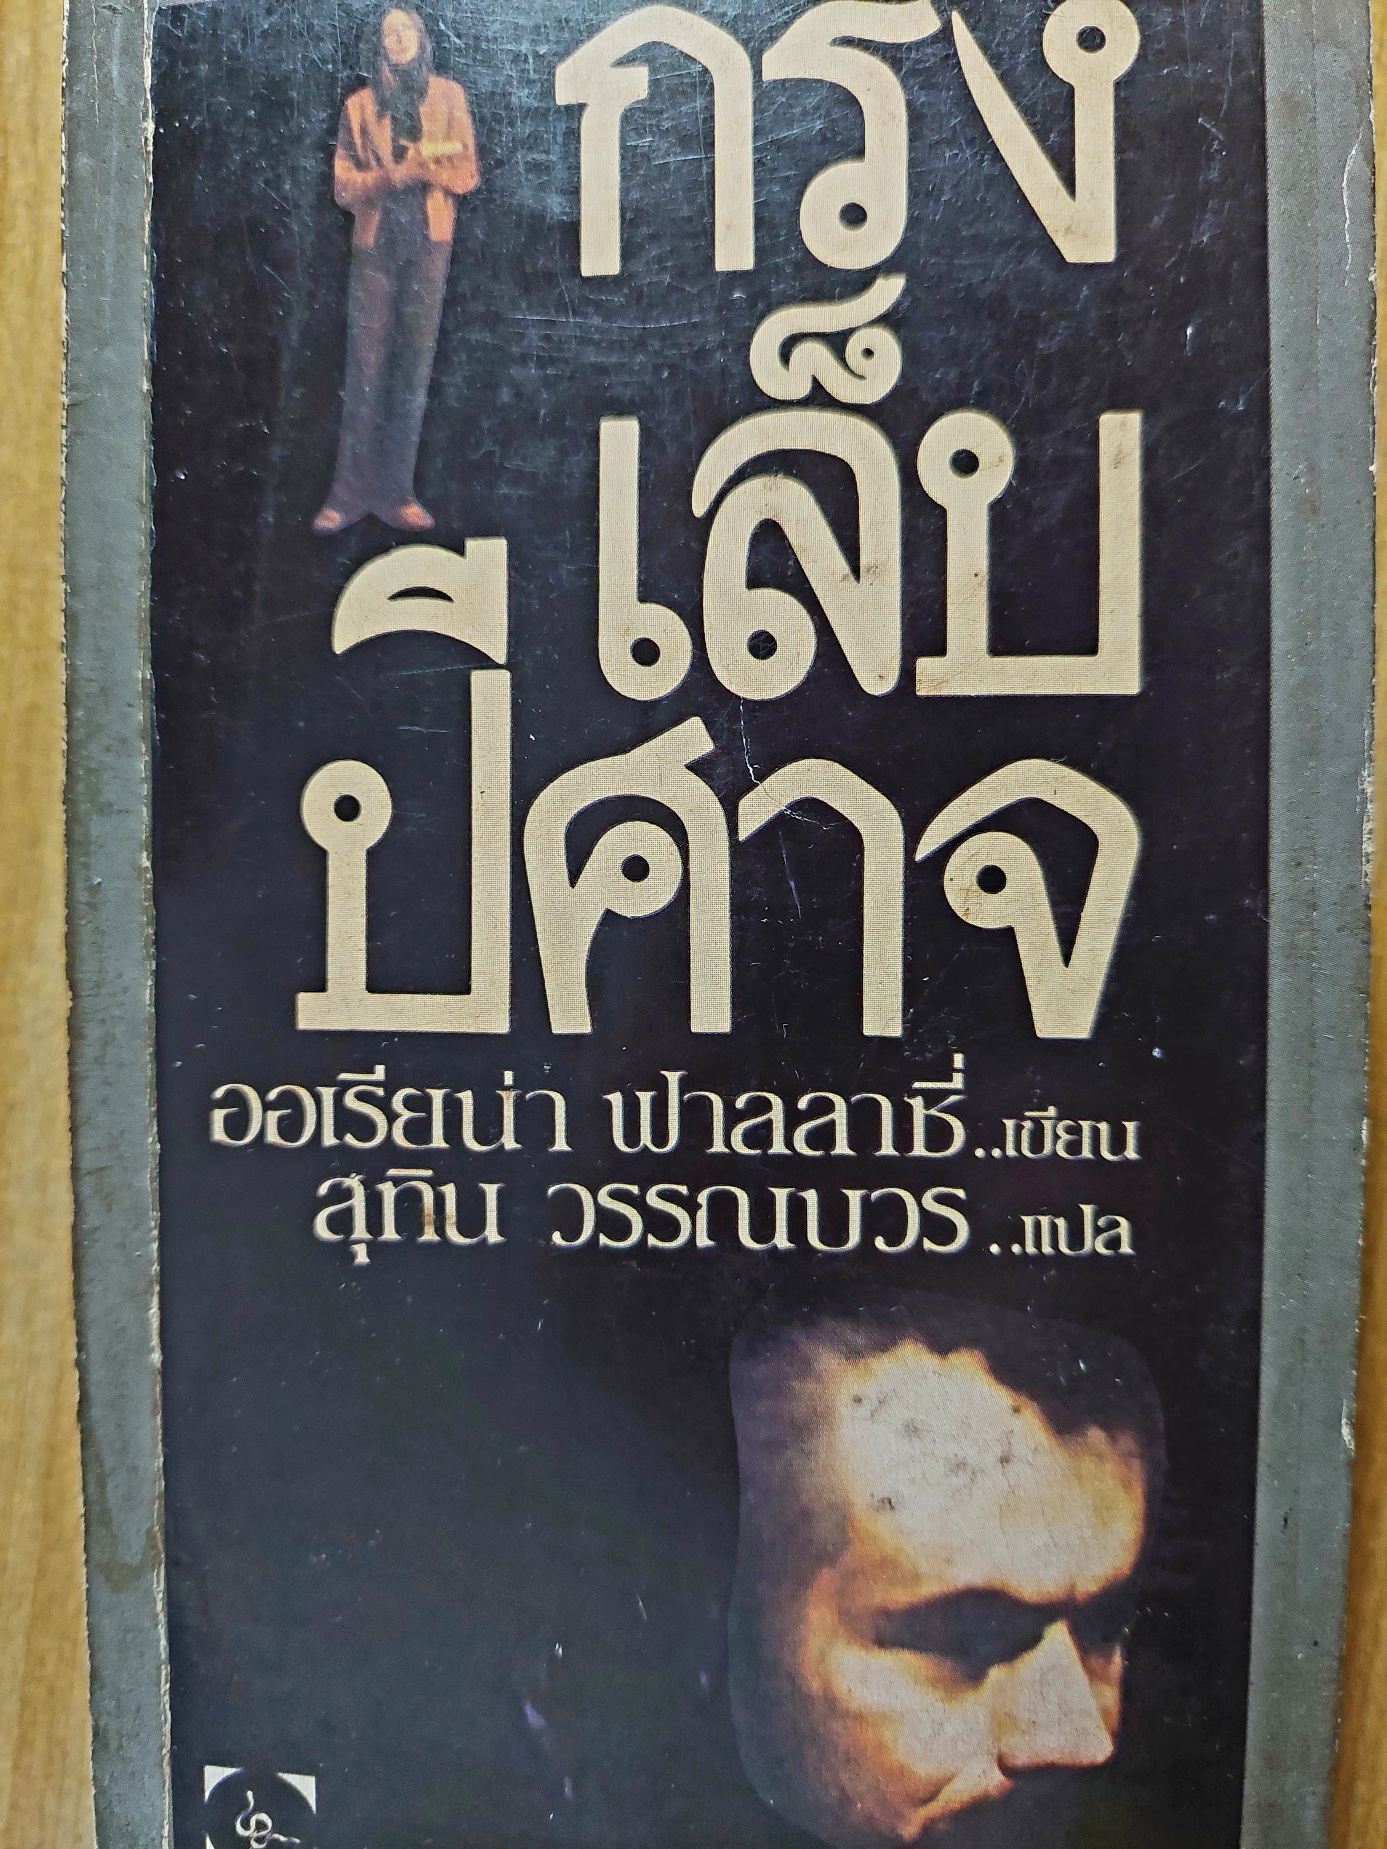 กรง
เล็บ
ปีศาจ
ออเรียน่า ฟาลลาชี่..เขียน
สุทิน วรรณบวร..แปล